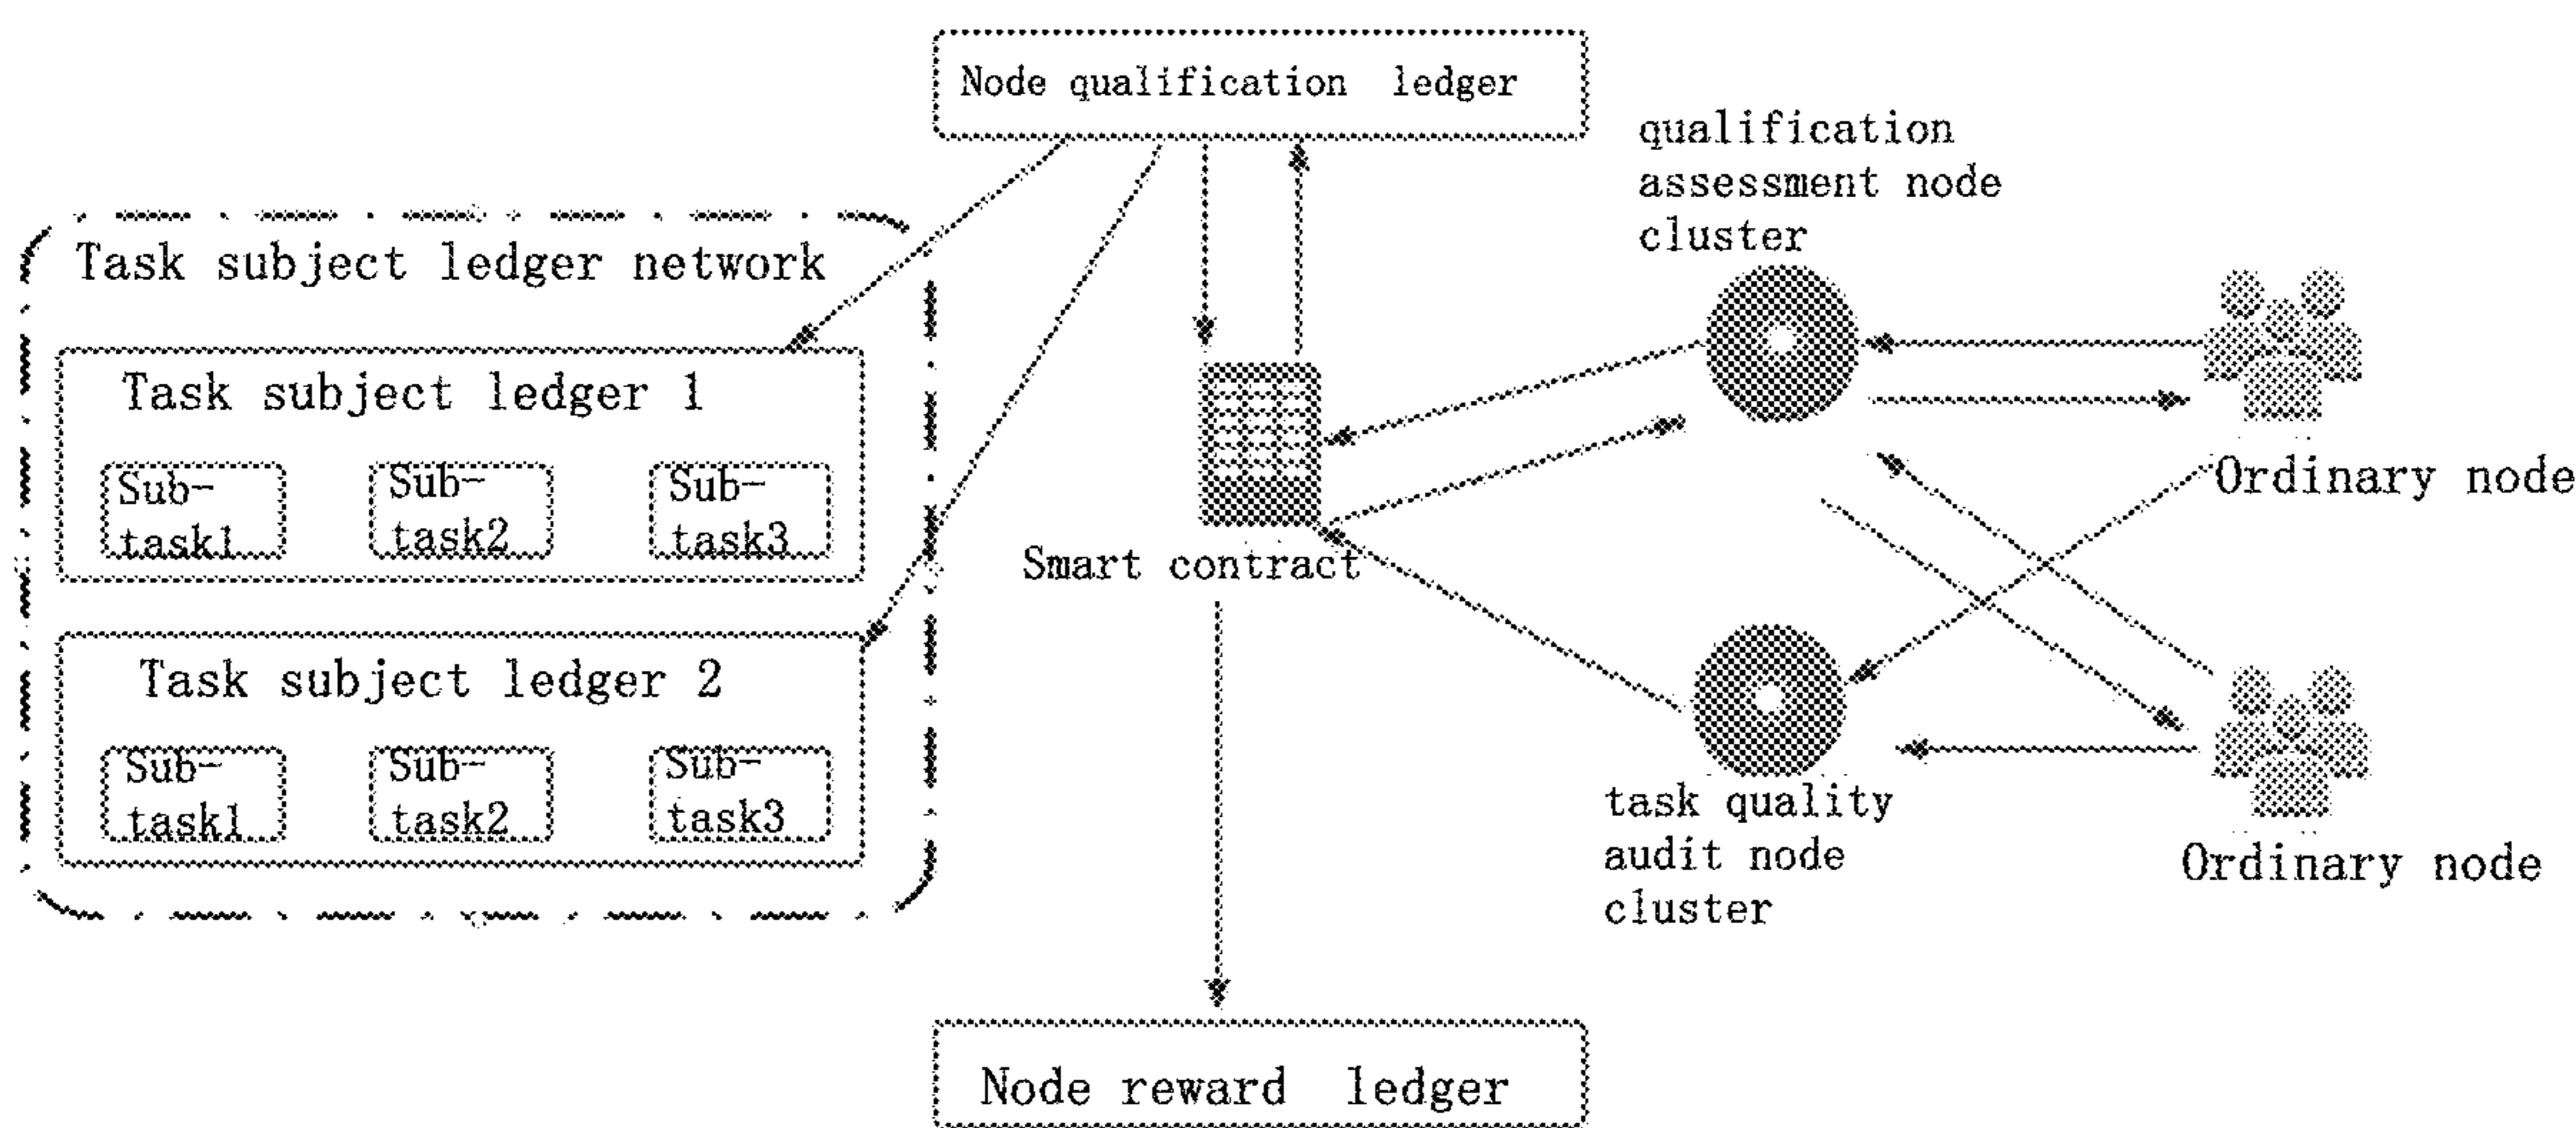 Node qualification ledger
qualification
assessment node
cluster
Task subject ledger network
Task subject ledger 1
Sub-
task1
Sub-
task2
Sub-
task3
Smart contract
Ordinary node
Task subject ledger 2
Sub-
task1
Sub-
task2
Sub-
task3
task quality
audit node
cluster
Ordinary node
Node reward ledger